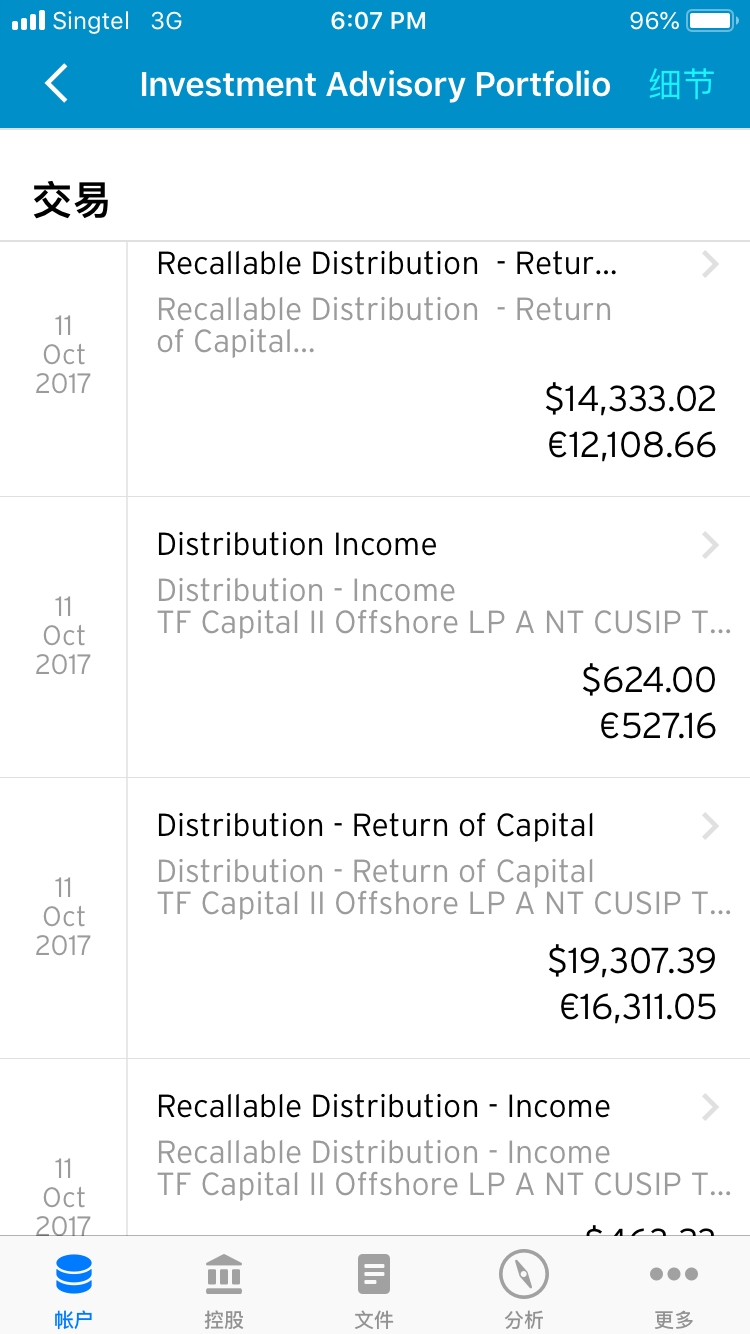 Singtel 3G 6:07 PM 96%
Investment Advisory Portfolio 细节
交易
Recallable Distribution - Retur...
Recallable Distribution - Return
of Capital...
11
Oct
2017
$14,333.02
€12,108.66
Distribution Income
Distribution - Income
TF Capital II Offshore LP A NT CUSIP T...
11
Oct
2017
$624.00
€527.16
Distribution - Return of Capital
Distribution - Return of Capital
TF Capital II Offshore LP A NT CUSIP T...
11
Oct
2017
$19,307.39
€16,311.05
Recallable Distribution - Income
Recallable Distribution - Income
TF Capital II Offshore LP A NT CUSIP T...
11
Oct
2017
帐户 控股 文件 分析 更多